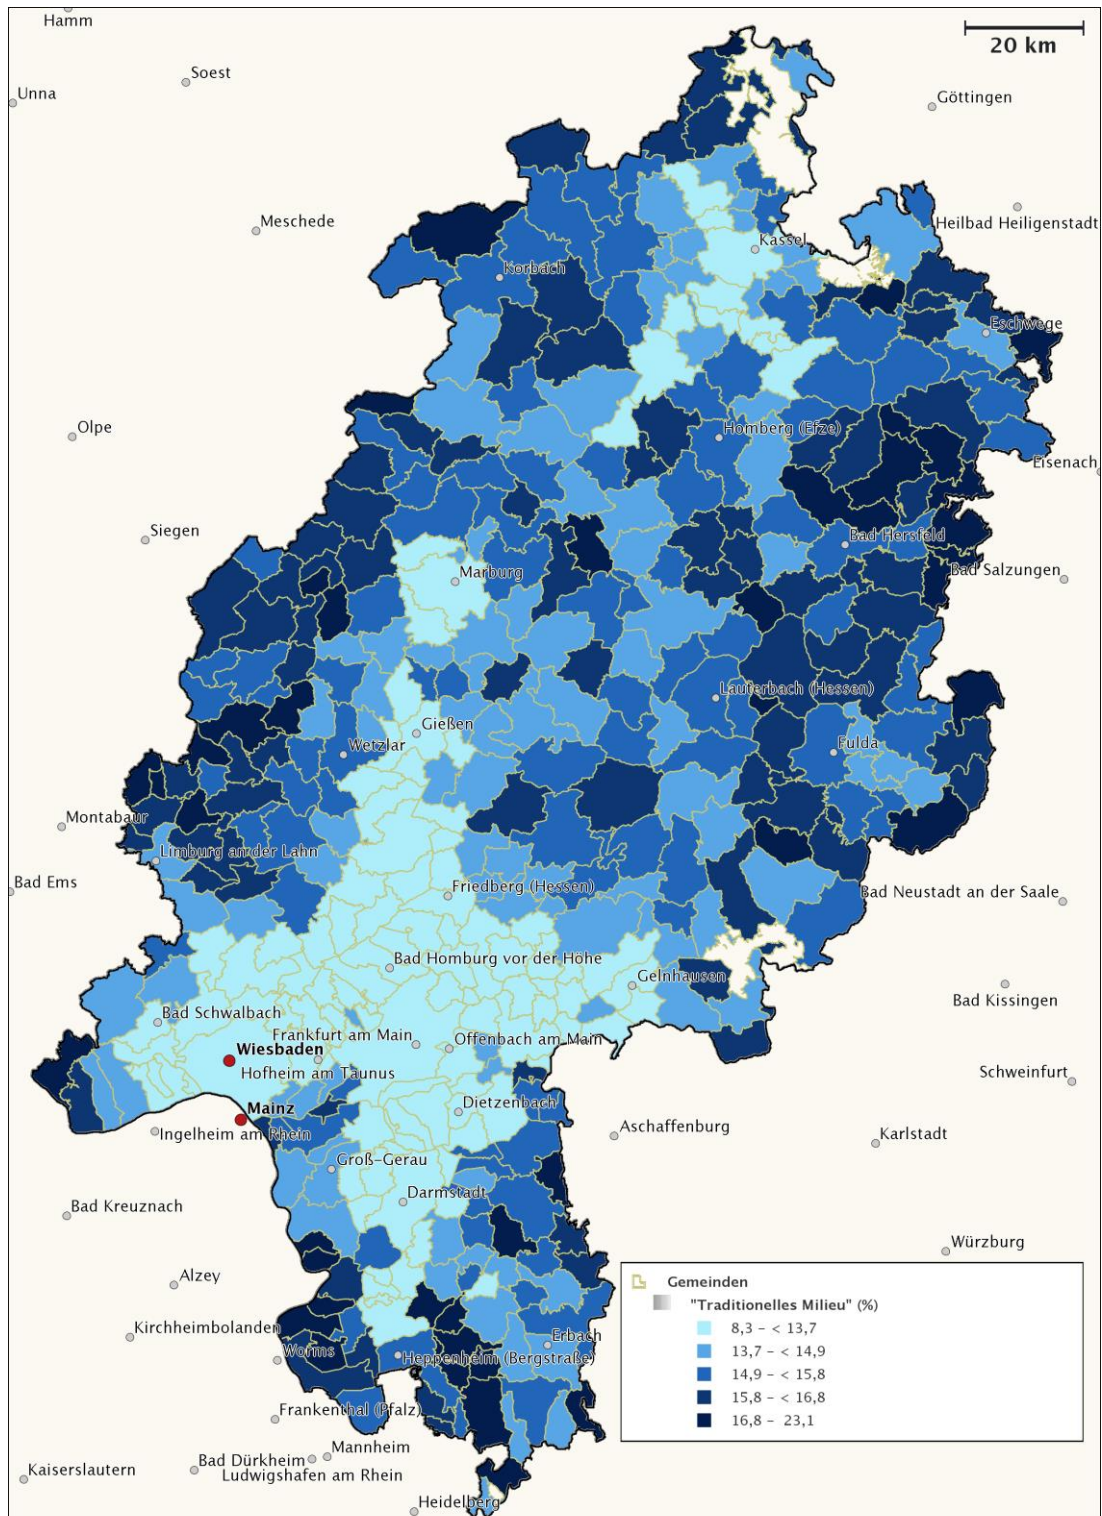 Hamm
20 km
Soest
Unna
Göttingen
Meschede
Heilbad Heiligenstadt
Kassel
Korbach
Eschwege
Olpe
Homberg (Efze)
Eisenach
Siegen
Bad Hersfeld
Marburg
Bad Salzungen
Lauterbach (Hessen)
Gießen
Wetzlar
Fulda
Montabaur
Limburg an der Lahn
Bad Ems
Friedberg (Hessen)
Bad Neustadt an der Saale
Bad Homburg vor der Höhe
Gelnhausen
Bad Kissingen
Bad Schwalbach
Frankfurt am Main
Offenbach am Main
Wiesbaden
Hofheim am Taunus
Schweinfurt
Mainz
Dietzenbach
Ingelheim am Rhein
Aschaffenburg
Karlstadt
Groß-Gerau
Darmstadt
Bad Kreuznach
Würzburg
Alzey
Gemeinden
"Traditionelles Milieu" (%)
8,3 - < 13,7
Kirchheimbolanden
Erbach
13,7 - < 14,9
Worms
Heppenheim (Bergstraße)
14,9 - < 15,8
15,8 - < 16,8
Frankenthal (Pfalz)
16,8 - 23,1
Mannheim
Bad Dürkheim
Kaiserslautern
Ludwigshafen am Rhein
Heidelberg